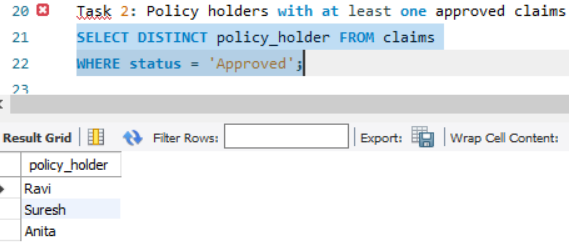 20 Task 2: Policy holders with at least one approved claims
21 SELECT DISTINCT policy_holder FROM claims
22 WHERE status = 'Approved';
23
Result Grid Filter Rows: Export: Wrap Cell Content:
policy_holder
Ravi
Suresh
Anita